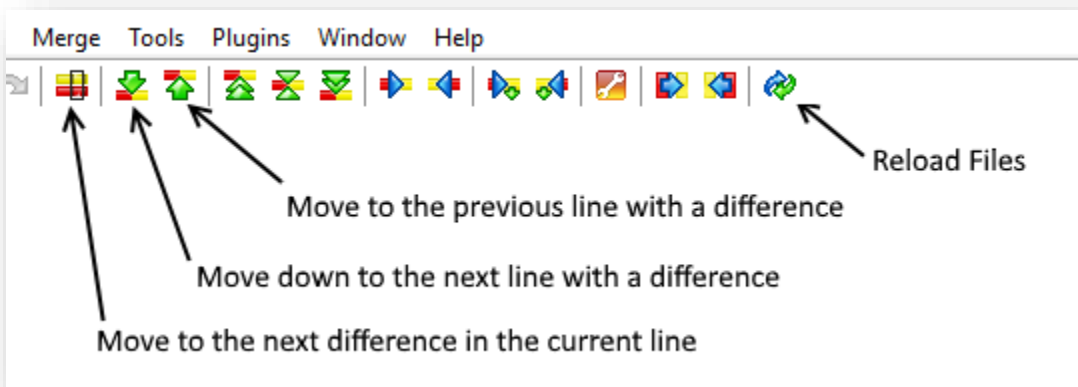 Merge Tools Plugins Window Help
Reload Files
Move to the previous line with a difference
Move down to the next line with a difference
Move to the next difference in the current line